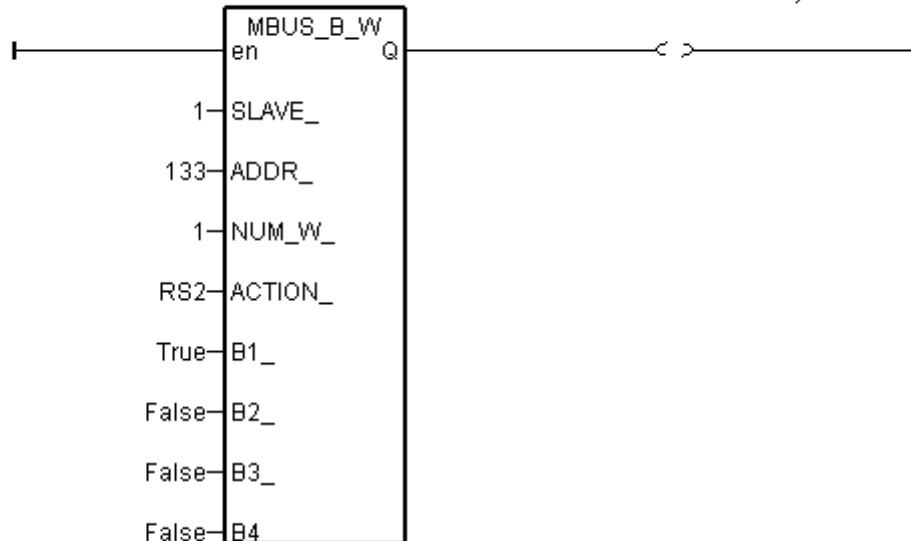 MBUS_B_W
en Q
1 SLAVE_
133 ADDR_
1 NUM_W_
RS2 ACTION_
True B1_
False B2_
False B3_
False B4